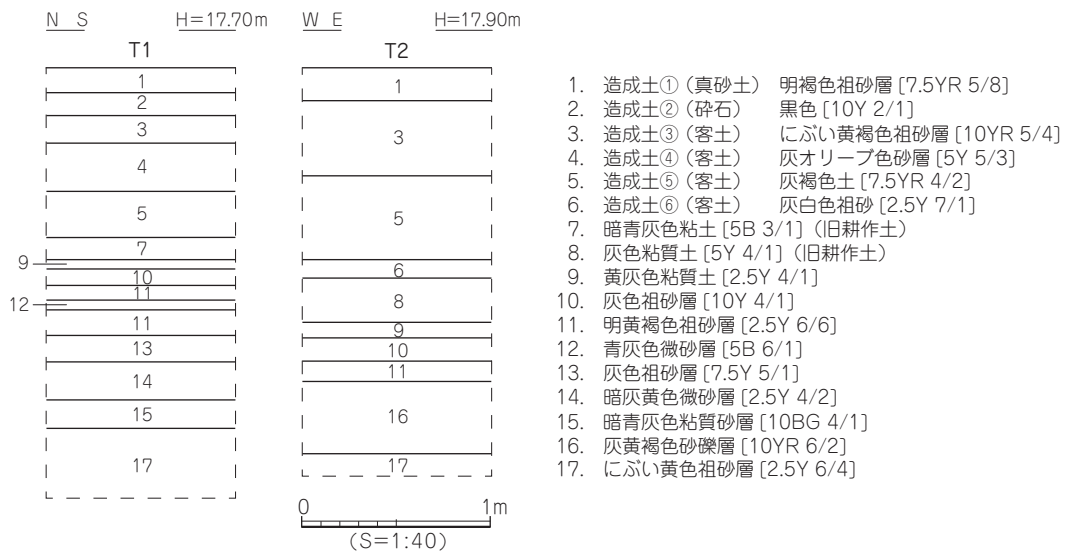 N S H=17.70m
T1
1
2
3
4
5
7
9
10
11
12
11
13
14
15
17
W E H=17.90m
T2
1
3
5
6
8
9
10
11
16
17
0 1m
(S=1:40)
1. 造成土①(真砂土) 明褐色祖砂層 [7.5YR 5/8]
2. 造成土②(砕石) 黒色 [10Y 2/1]
3. 造成土③(客土) にぶい黄褐色祖砂層 [10YR 5/4]
4. 造成土④(客土) 灰オリーブ色砂層 [5Y 5/3]
5. 造成土⑤(客土) 灰褐色土 [7.5YR 4/2]
6. 造成土⑥(客土) 灰白色祖砂 [2.5Y 7/1]
7. 暗青灰色粘土 [5B 3/1](旧耕作土)
8. 灰色粘質土 [5Y 4/1](旧耕作土)
9. 黄灰色粘質土 [2.5Y 4/1]
10. 灰色祖砂層 [10Y 4/1]
11. 明黄褐色祖砂層 [2.5Y 6/6]
12. 青灰色微砂層 [5B 6/1]
13. 灰色祖砂層 [7.5Y 5/1]
14. 暗灰黄色微砂層 [2.5Y 4/2]
15. 暗青灰色粘質砂層 [10BG 4/1]
16. 灰黄褐色砂礫層 [10YR 6/2]
17. にぶい黄色祖砂層 [2.5Y 6/4]